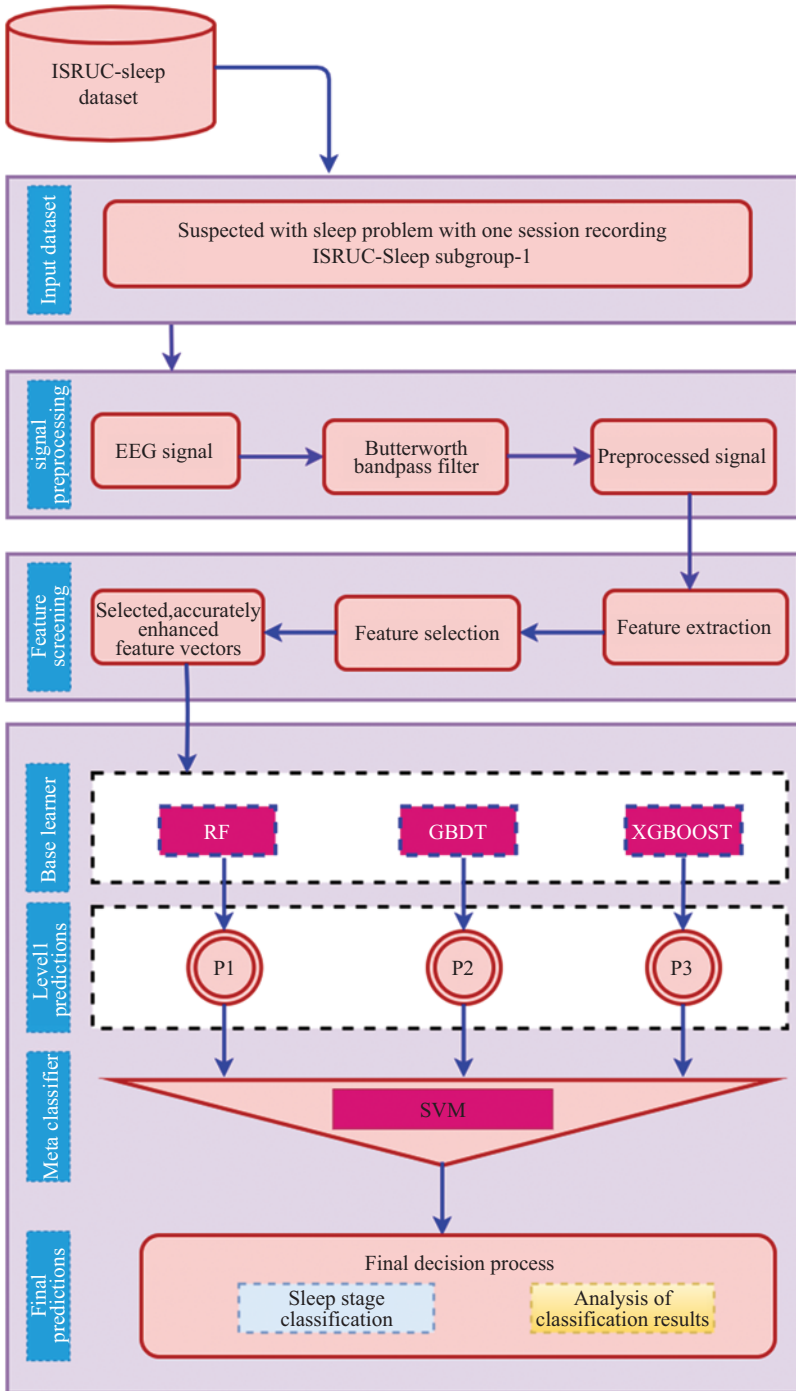 ISRUC-sleep
dataset
Input dataset
Suspected with sleep problem with one session recording
ISRUC-Sleep subgroup-1
signal
preprocessing
EEG signal
Butterworth
bandpass filter
Preprocessed signal
Feature
screening
Selected,accurately
enhanced
feature vectors
Feature selection
Feature extraction
Base learner
RF
GBDT
XGBOOST
Level1
predictions
P1
P2
P3
Meta classifier
SVM
Final
predictions
Final decision process
Sleep stage
classification
Analysis of
classification results